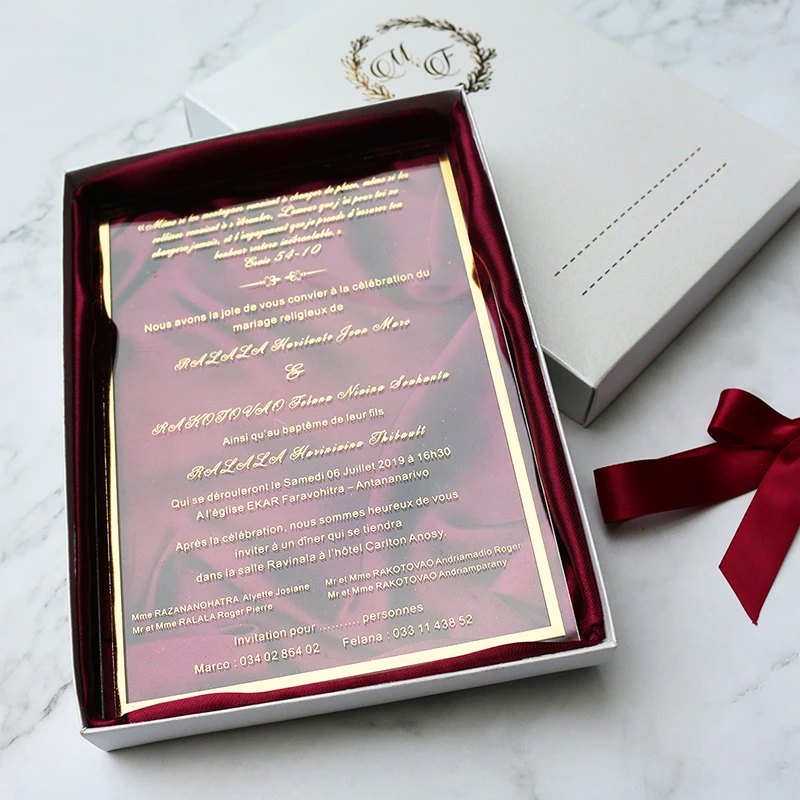 M F
« Même si les montagnes venaient à changer de place, même si les
collines venaient à s'ébranler, L'amour que j'ai pour toi ne
changera jamais, et l'engagement que je prends d'assurer ton
bonheur restera inébranlable.»
Esaïe 54-10
Nous avons la joie de vous convier à la célébration du
mariage religieux de
RALALA Haritiante Jean Marc
&
RAKOTOVAO Felana Niaina Soahanta
Ainsi qu'au baptême de leur fils
RALALA Hariniaina Thibault
Qui se dérouleront le Samedi 06 Juillet 2019 à 16h30
A l'église EKAR Faravohitra – Antananarivo
Après la célébration, nous sommes heureux de vous
inviter à un dîner qui se tiendra
dans la salle Ravinala à l'hôtel Carlton Anosy.
Mme RAZANANOHATRA Alyette Josiane
Mr et Mme RALALA Roger Pierre
Mr et Mme RAKOTOVAO Andriamadio Roger
Mr et Mme RAKOTOVAO Andriamparany
Invitation pour .......... personnes
Marco : 034 02 864 02 Felana : 033 11 438 52